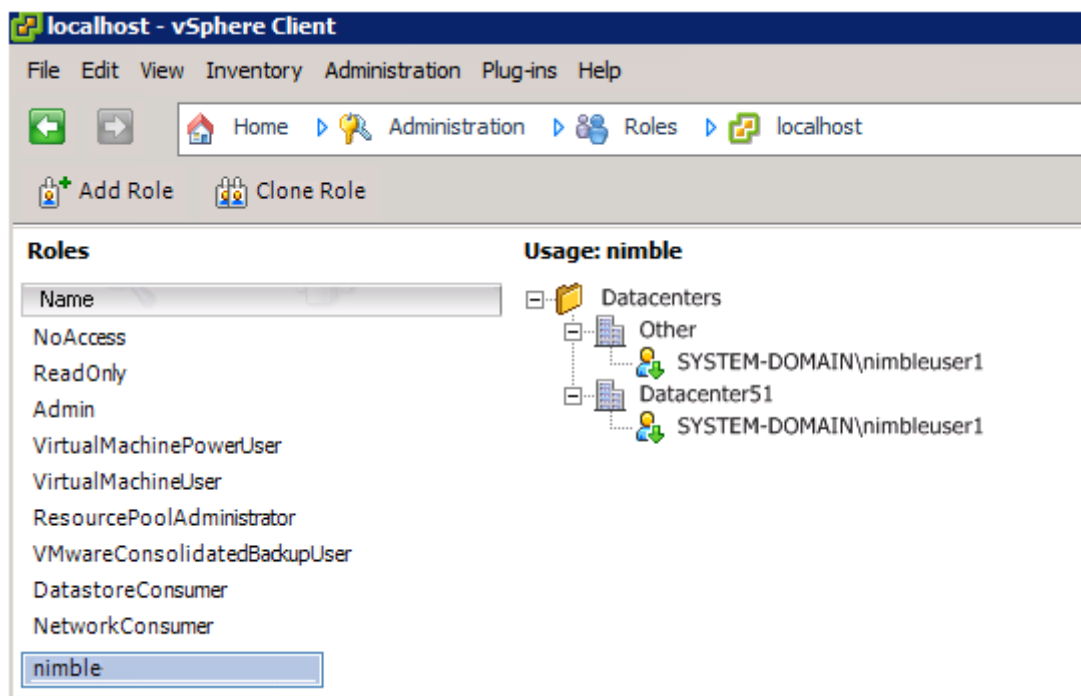 localhost - vSphere Client
File Edit View Inventory Administration Plug-ins Help
Home Administration Roles localhost
Add Role Clone Role
Roles
Name
NoAccess
ReadOnly
Admin
VirtualMachinePowerUser
VirtualMachineUser
ResourcePoolAdministrator
VMwareConsolidatedBackupUser
DatastoreConsumer
NetworkConsumer
nimble
Usage: nimble
Datacenters
Other
SYSTEM-DOMAIN\nimbleuser1
Datacenter51
SYSTEM-DOMAIN\nimbleuser1